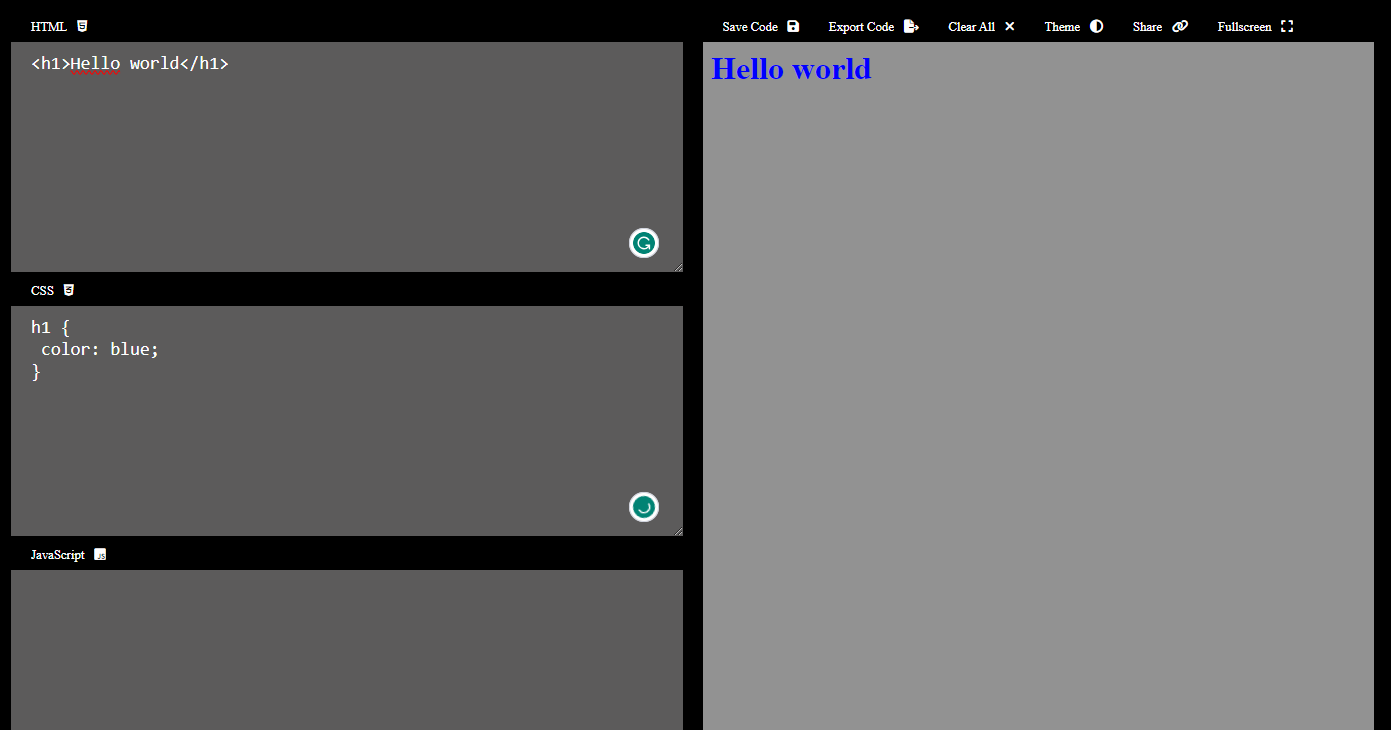 HTML
<h1>Hello world</h1>
CSS
h1 {
 color: blue;
}
JavaScript JS
Save Code Export Code Clear All Theme Share Fullscreen
Hello world